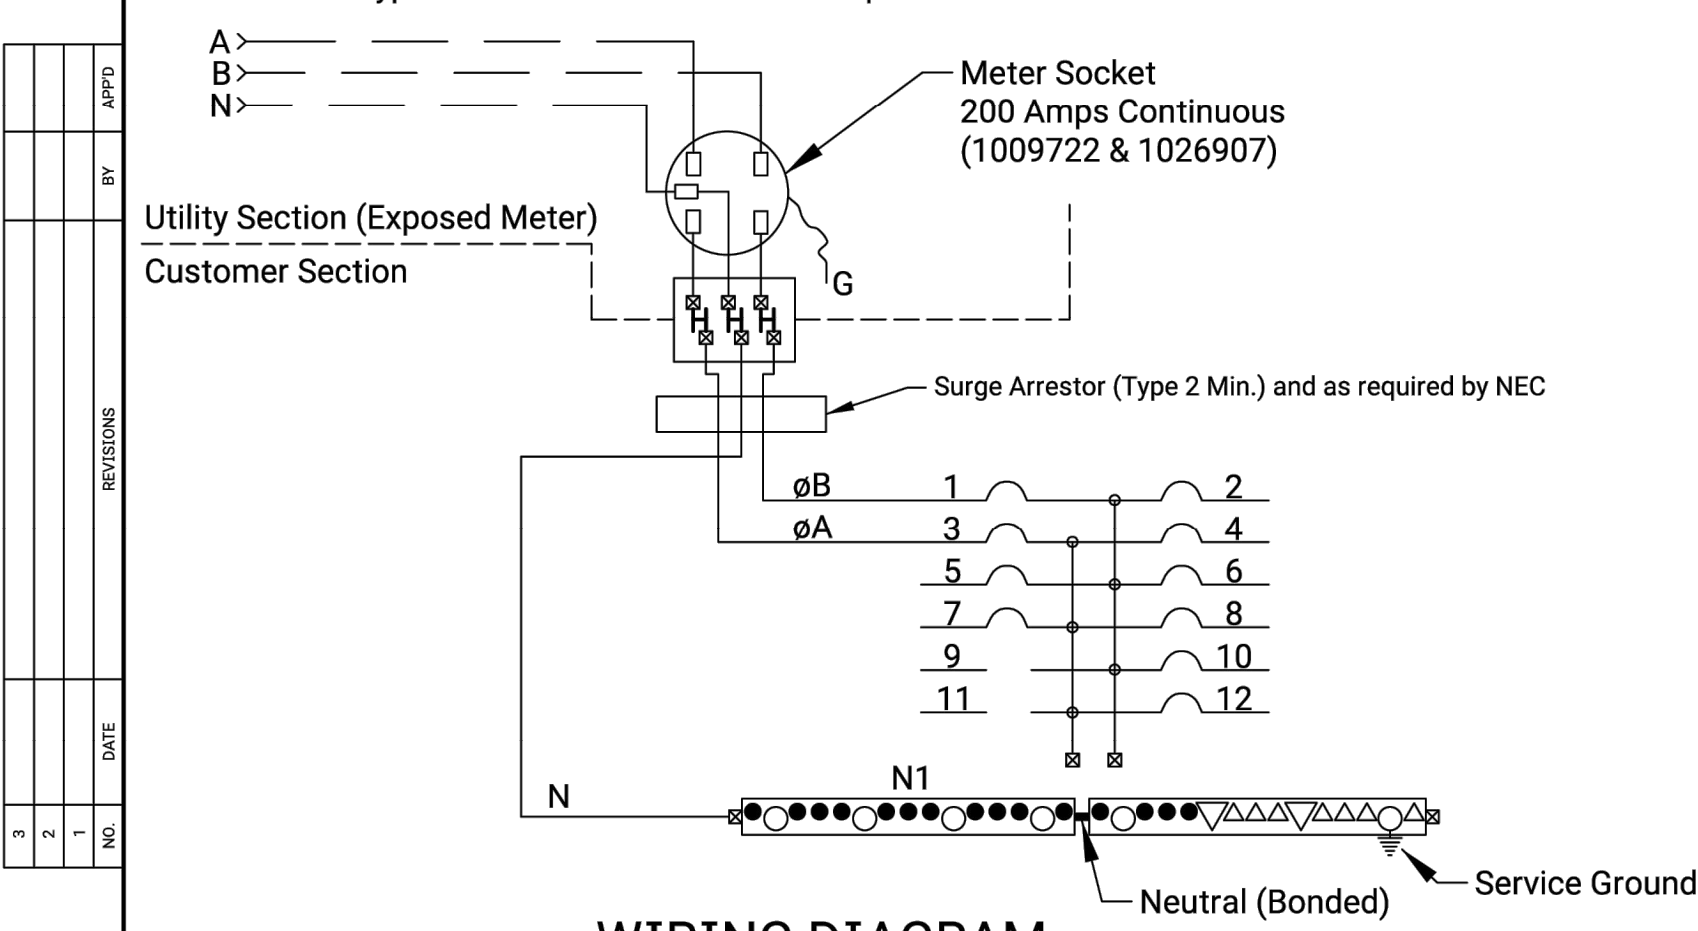 A
B
N
Meter Socket
200 Amps Continuous
(1009722 & 1026907)
Utility Section (Exposed Meter)
Customer Section
G
Surge Arrestor (Type 2 Min.) and as required by NEC
øB 1 2
øA 3 4
5 6
7 8
9 10
11 12
N1
N
Service Ground
Neutral (Bonded)
WIRING DIAGRAM
APP'D
BY
REVISIONS
DATE
NO.
1
2
3